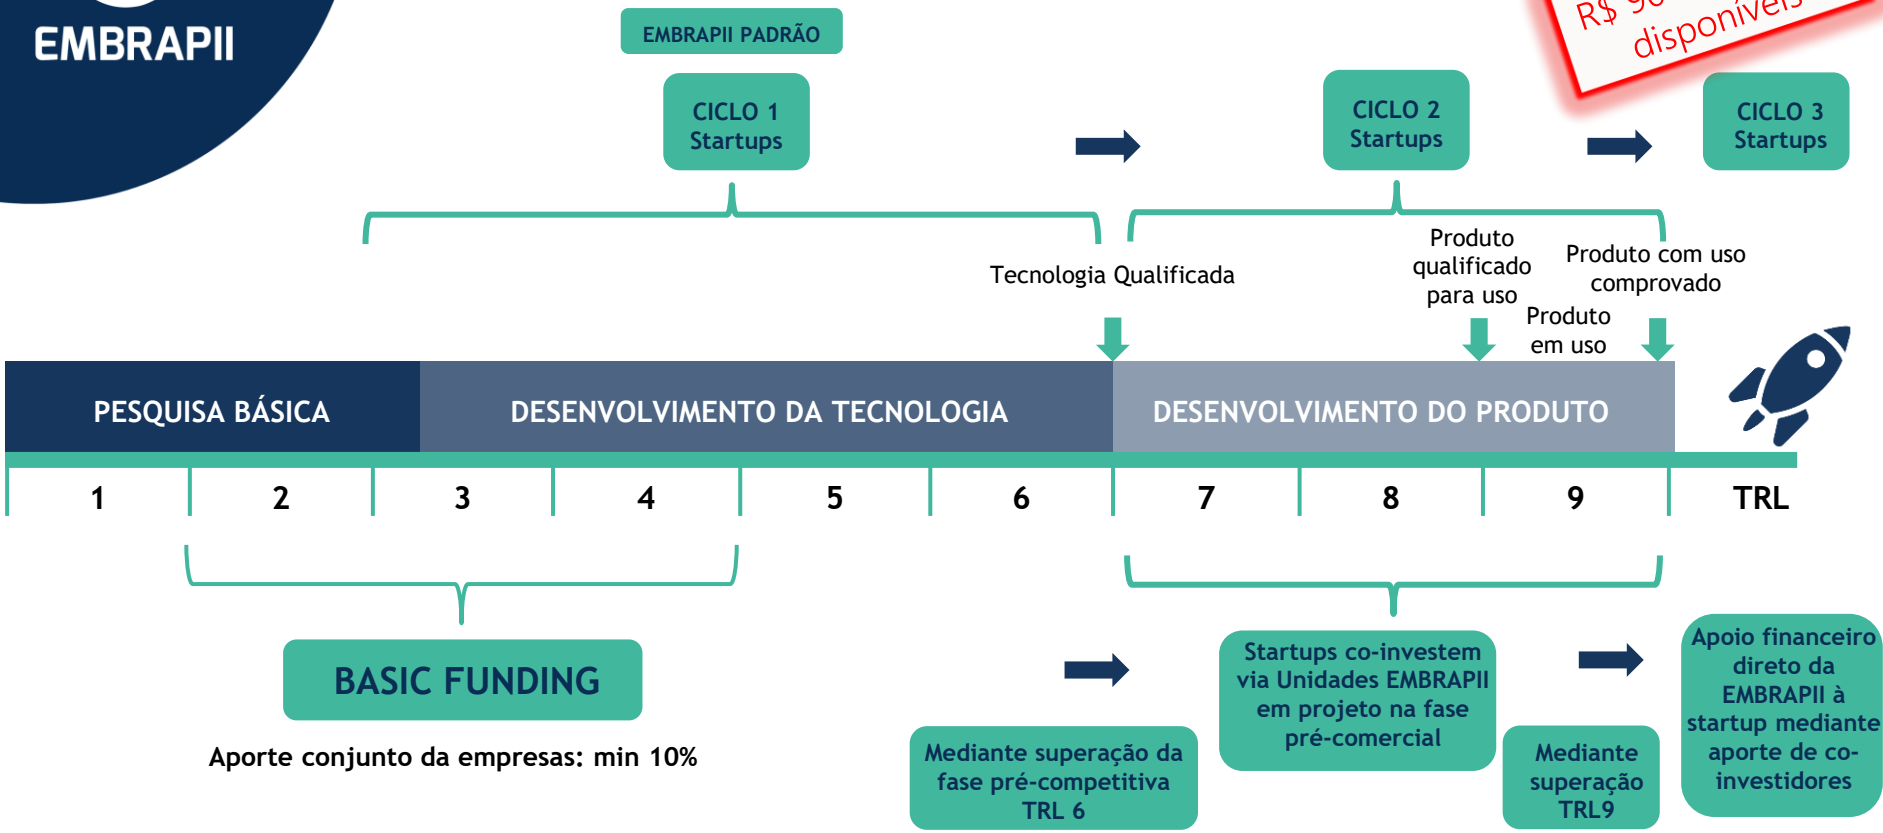 EMBRAPII
EMBRAPII PADRÃO
R$ 90
disponíveis
CICLO 1
Startups
CICLO 2
Startups
CICLO 3
Startups
Tecnologia Qualificada
Produto
qualificado
para uso
Produto
em uso
Produto com uso
comprovado
PESQUISA BÁSICA
DESENVOLVIMENTO DA TECNOLOGIA
DESENVOLVIMENTO DO PRODUTO
1 2 3 4 5 6 7 8 9 TRL
BASIC FUNDING
Aporte conjunto da empresas: min 10%
Mediante superação da
fase pré-competitiva
TRL 6
Startups co-investem
via Unidades EMBRAPII
em projeto na fase
pré-comercial
Mediante
superação
TRL9
Apoio financeiro
direto da
EMBRAPII à
startup mediante
aporte de co-
investidores